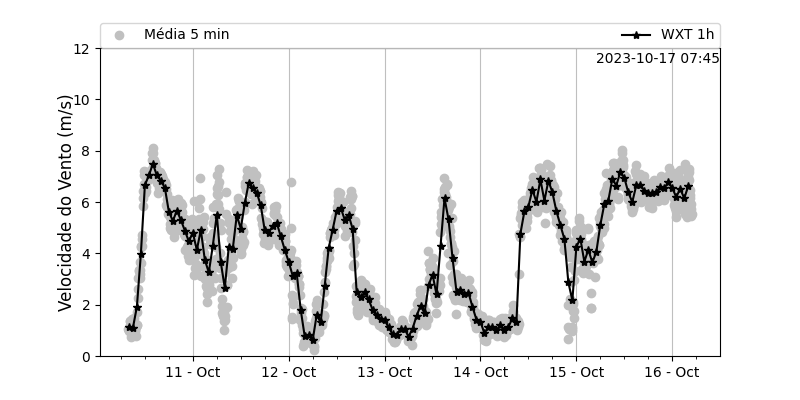 Média 5 min
WXT 1h
2023-10-17 07:45
Velocidade do Vento (m/s)
12
10
8
6
4
2
0
11 - Oct
12 - Oct
13 - Oct
14 - Oct
15 - Oct
16 - Oct